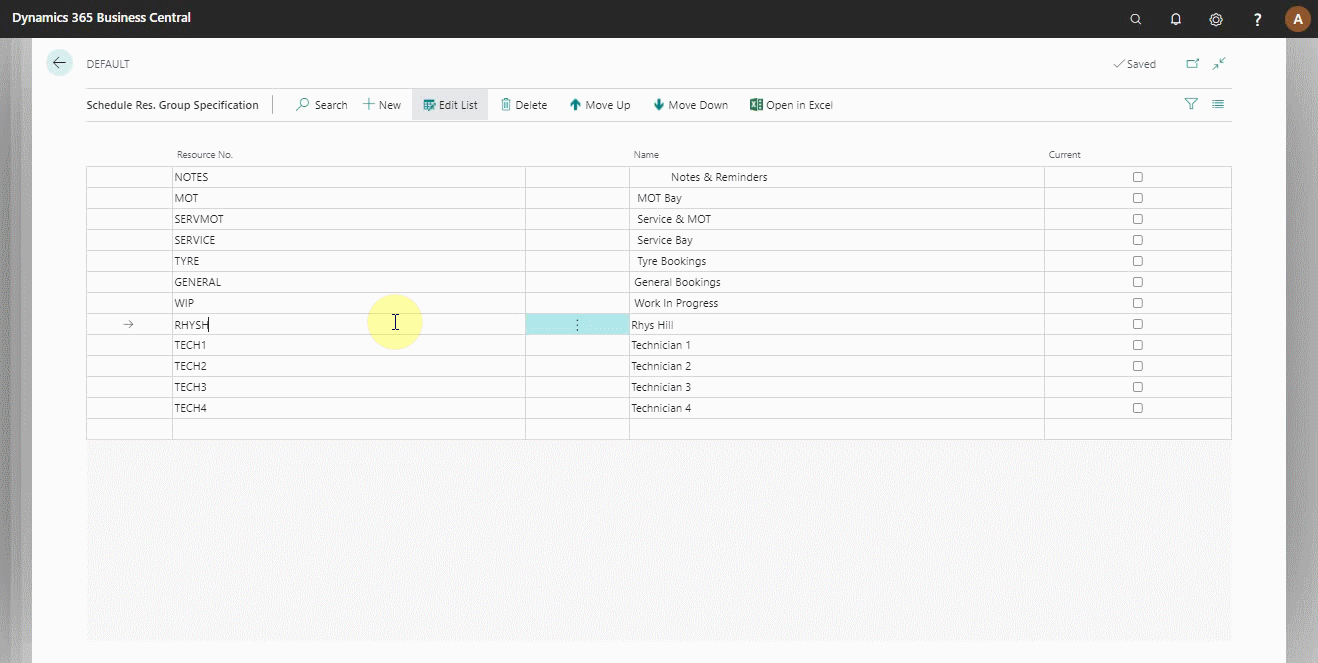 Dynamics 365 Business Central
? A
DEFAULT Saved
Schedule Res. Group Specification Search New Edit List Delete Move Up Move Down Open in Excel
Resource No. Name Current
NOTES Notes & Reminders
MOT MOT Bay
SERVMOT Service & MOT
SERVICE Service Bay
TYRE Tyre Bookings
GENERAL General Bookings
WIP Work In Progress
RHYSH Rhys Hill
TECH1 Technician 1
TECH2 Technician 2
TECH3 Technician 3
TECH4 Technician 4